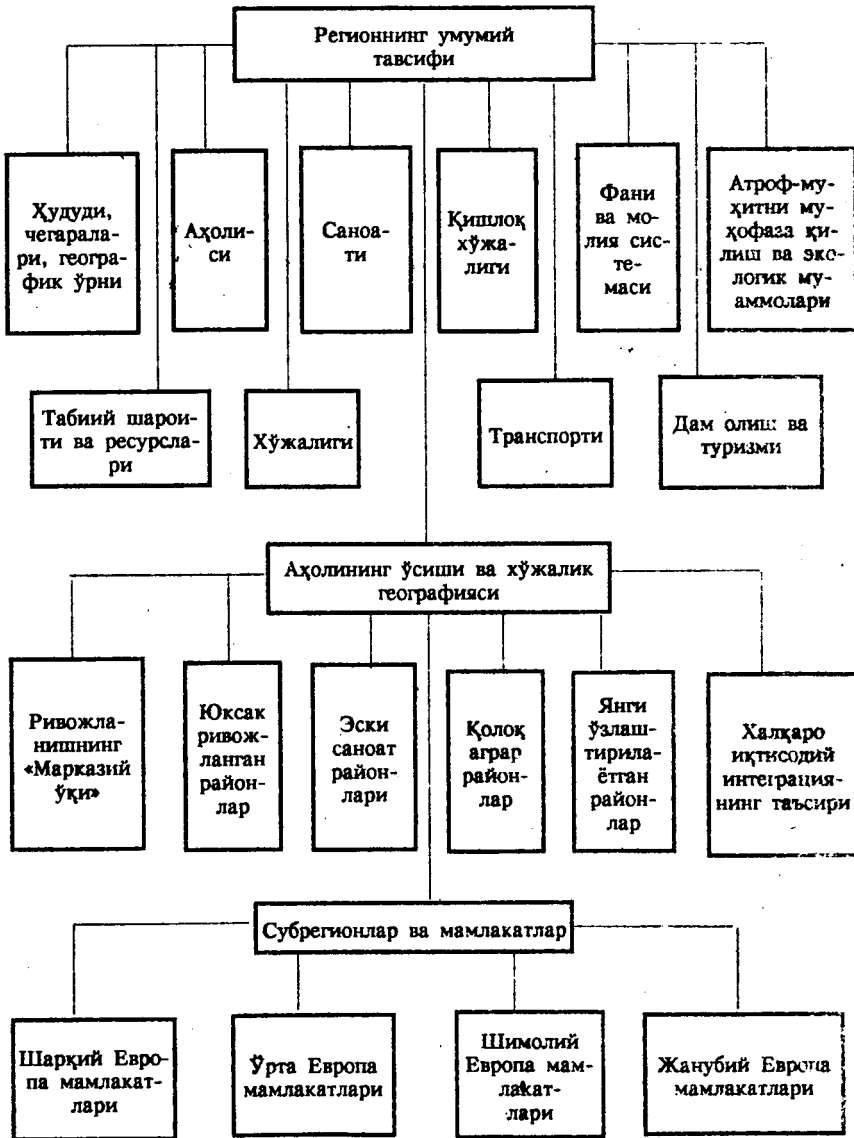 Регионнинг умумий
тавсифи
Ҳудуди,
чегарала-
ри, геогра-
фик ўрни
Аҳоли-
си
Саноа-
ти
Қишлоқ
хўжа-
лиги
Фани
ва мо-
лия сис-
те-
маси
Атроф-му-
ҳитни му-
ҳофаза қи-
лиш ва эко-
логик му-
аммолари
Табиий шарои-
ти ва ресурсла-
ри
Хўжалиги
Транспорти
Дам олиш ва
туризми
Аҳолининг ўсиши ва хўжалик
географияси
Ривожла-
нишнинг
«Марказий
ўқи»
Юксак
ривож-
ланган
район-
лар
Эски
саноат
район-
лари
Қолоқ
аграр
район-
лар
Янги
ўзлаш-
тирила-
ётган
район-
лар
Халқаро
иқтисодий
интеграция-
нинг таъсири
Субрегионлар ва мамлакатлар
Шарқий Евро-
па мамлакат-
лари
Ўрта Европа
мамлакатлари
Шимолий
Европа мам-
лакат-
лари
Жанубий Европа
мамлакатлари